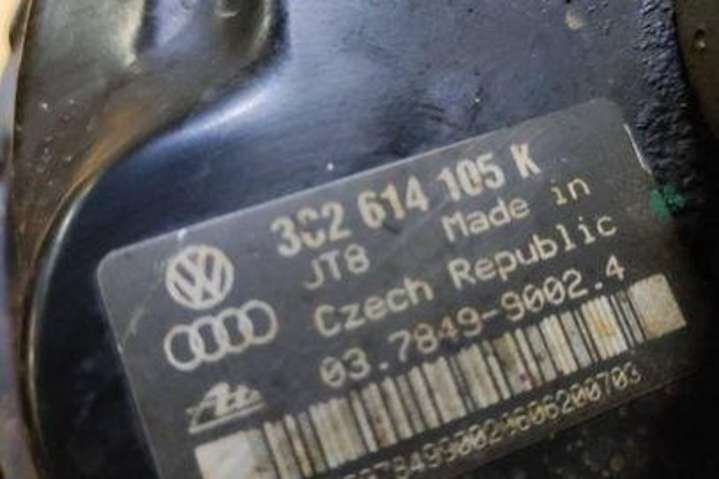 3C2 614 105 K
JT8 Made in
Czech Republic
03.7849-9002.4